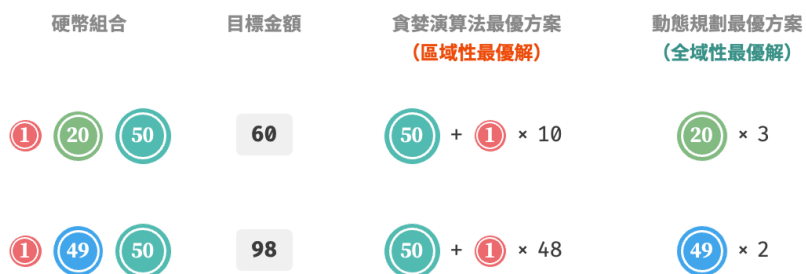 硬幣組合 目標金額 貪婪演算法最優方案 動態規劃最優方案
(區域性最優解) (全域性最優解)
1 20 50 60 50 + 1 × 10 20 × 3
1 49 50 98 50 + 1 × 48 49 × 2